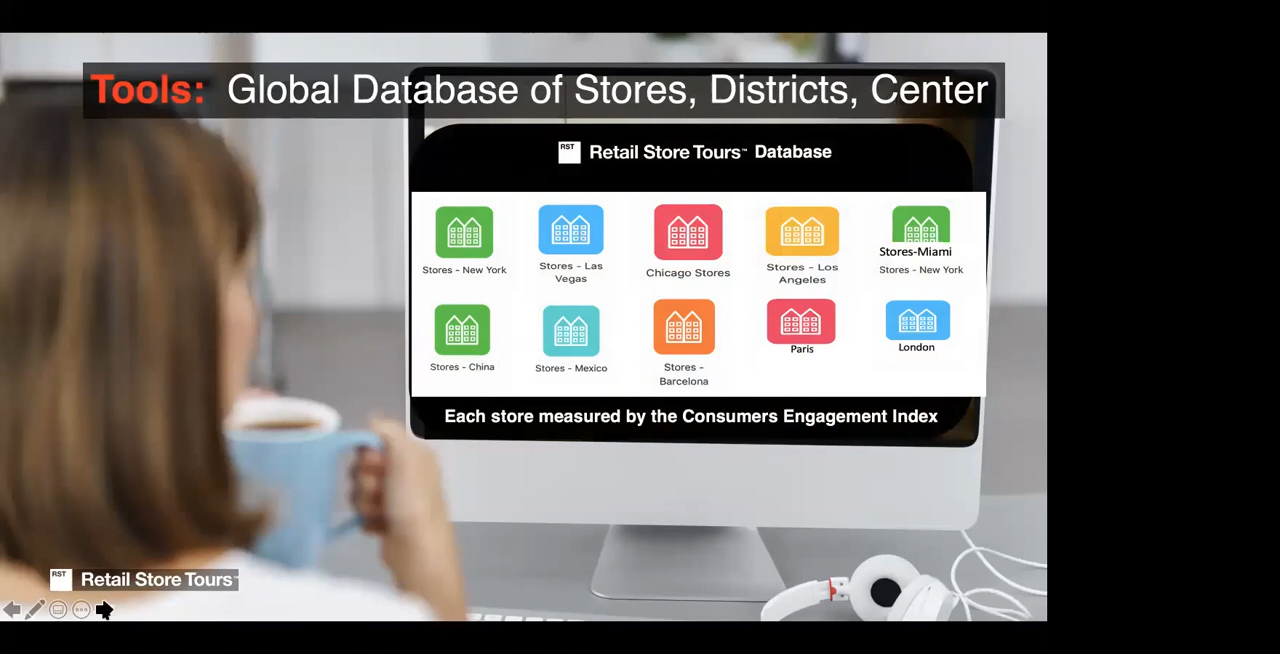 Tools: Global Database of Stores, Districts, Center
RST Retail Store Tours™ Database
Stores - New York
Stores - Las
Vegas
Chicago Stores
Stores - Los
Angeles
Stores-Miami
Stores - New York
Stores - China
Stores - Mexico
Stores -
Barcelona
Paris
London
Each store measured by the Consumers Engagement Index
RST Retail Store Tours™